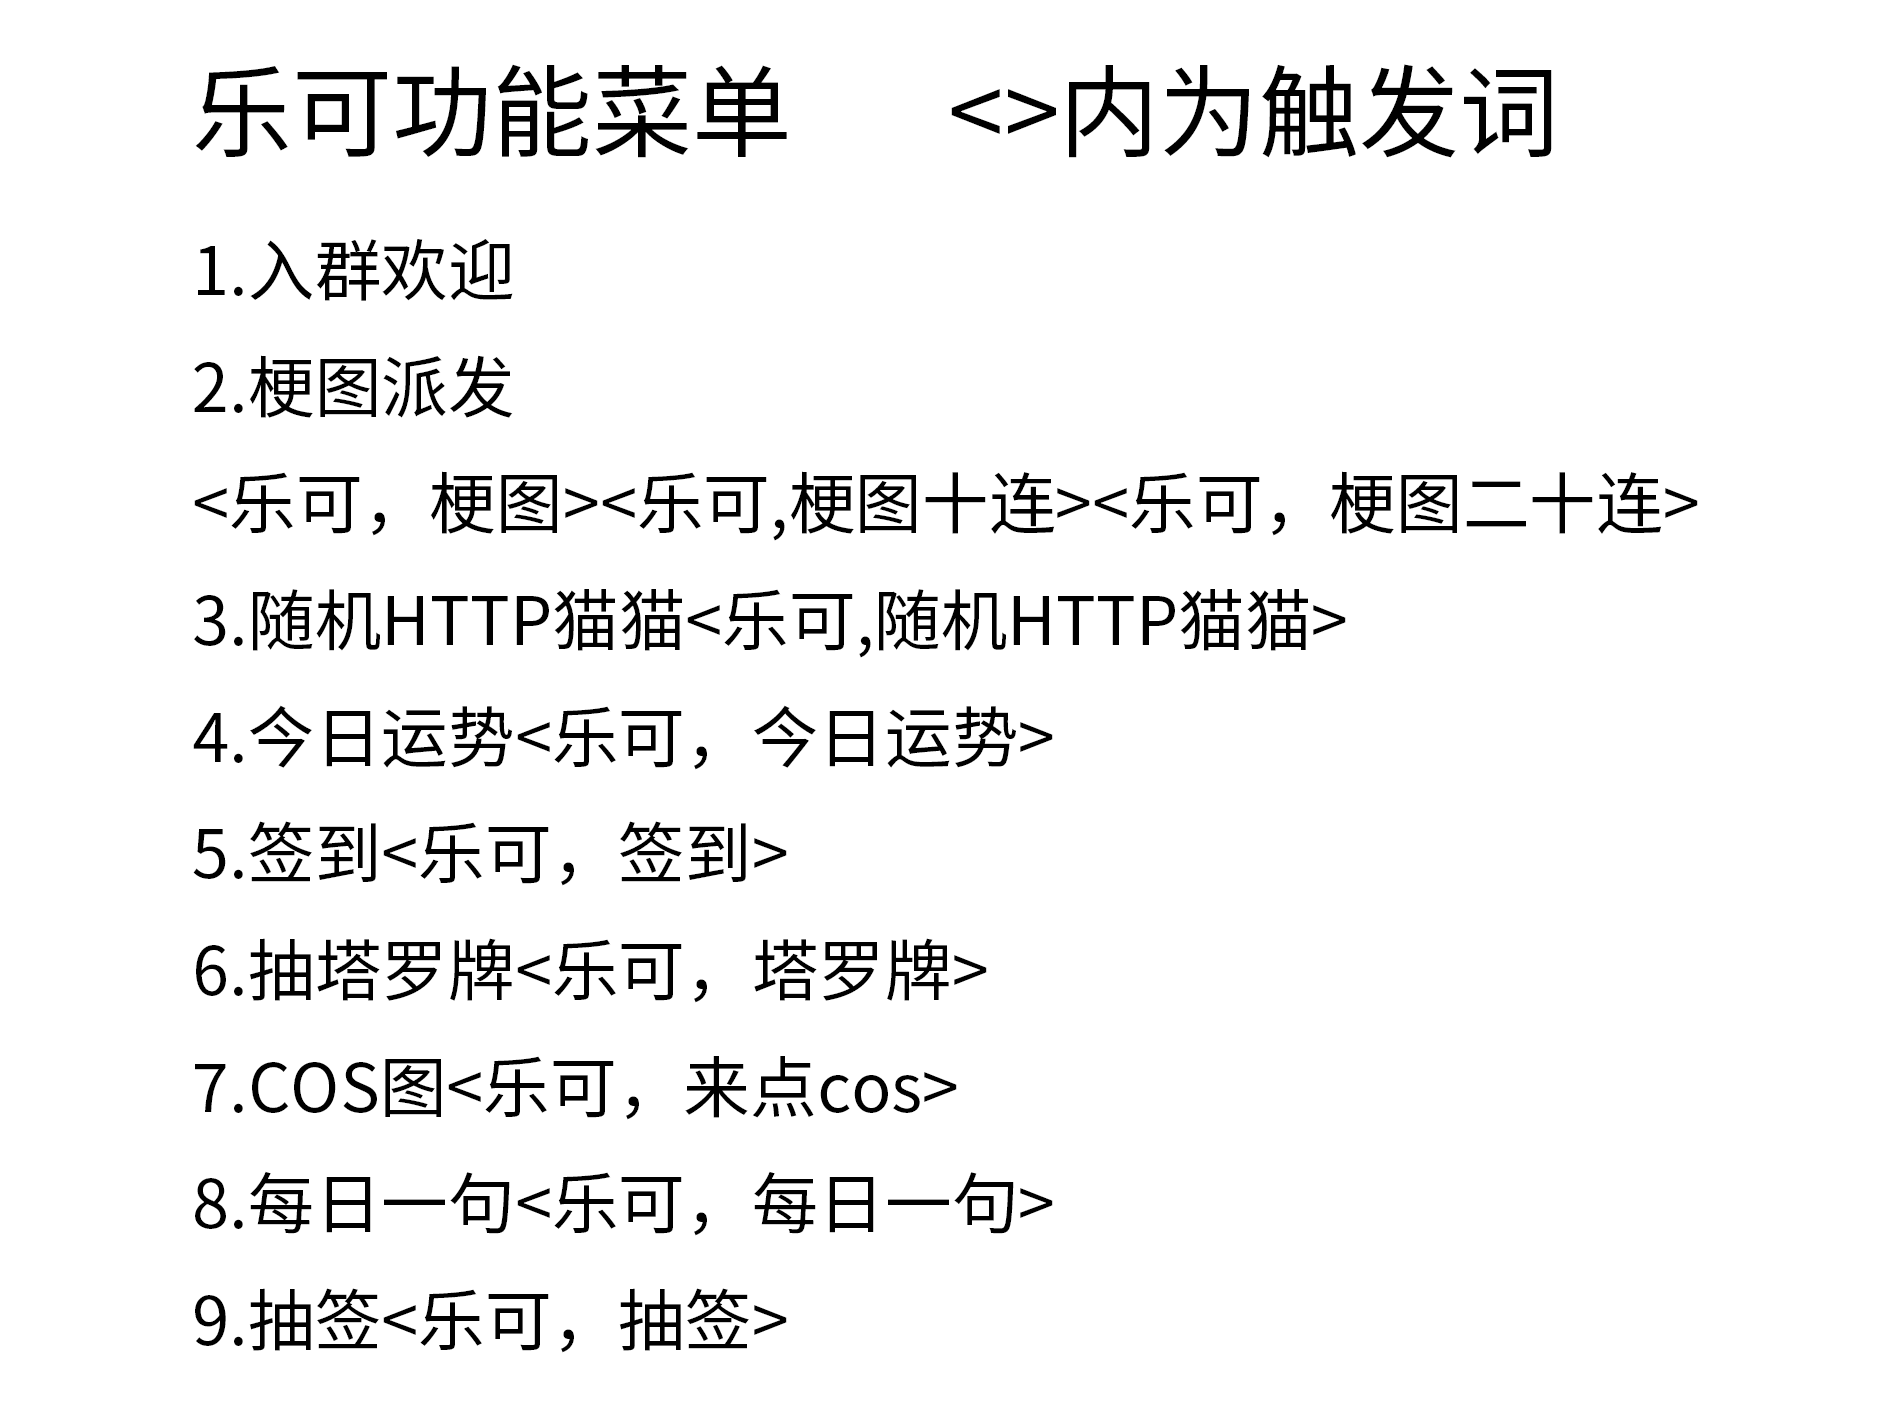 乐可功能菜单 <>内为触发词
1.入群欢迎
2.梗图派发
<乐可，梗图><乐可,梗图十连><乐可，梗图二十连>
3.随机HTTP猫猫<乐可,随机HTTP猫猫>
4.今日运势<乐可，今日运势>
5.签到<乐可，签到>
6.抽塔罗牌<乐可，塔罗牌>
7.COS图<乐可，来点cos>
8.每日一句<乐可，每日一句>
9.抽签<乐可，抽签>